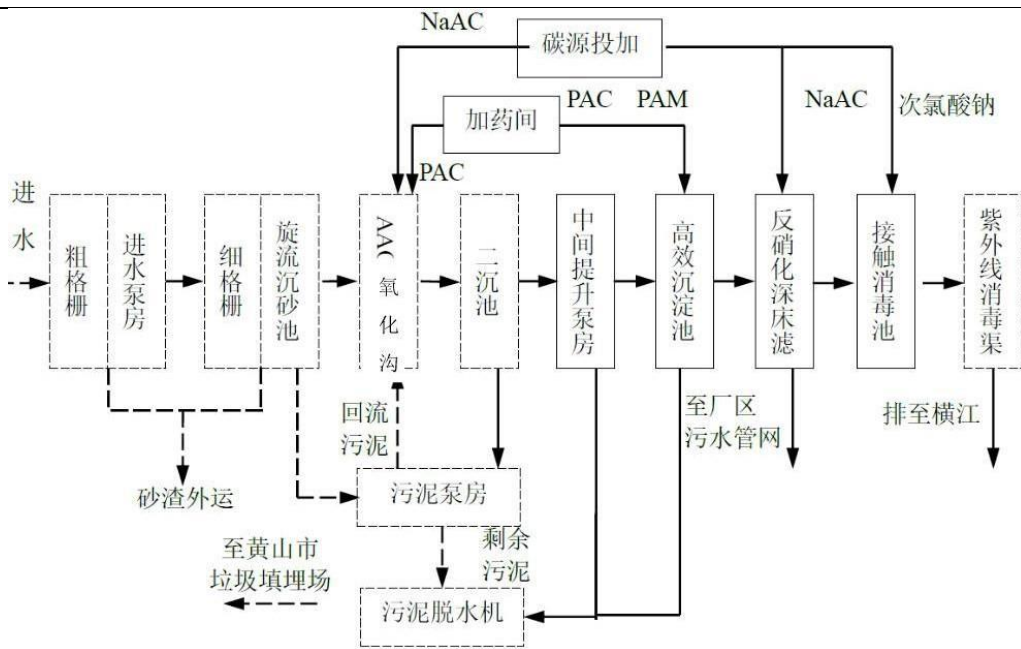 NaAC
碳源投加
PAC PAM
NaAC
次氯酸钠
加药间
PAC
进水
粗格栅
进水泵房
细格栅
旋流沉砂池
AAC氧化沟
二沉池
中间提升泵房
高效沉淀池
反硝化深床滤
接触消毒池
紫外线消毒渠
回流
污泥
至厂区
污水管网
排至横江
砂渣外运
污泥泵房
剩余
污泥
至黄山市
垃圾填埋场
污泥脱水机